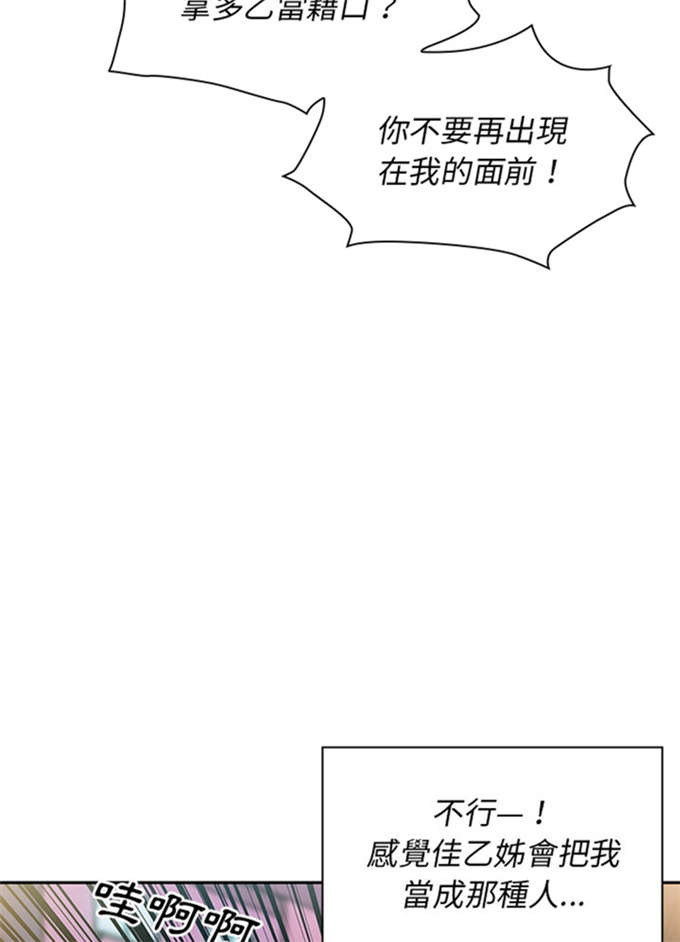 拿多乙當藉口？
你不要再出現
在我的面前！
不行—！
感覺佳乙姊會把我
當成那種人...
哇啊啊